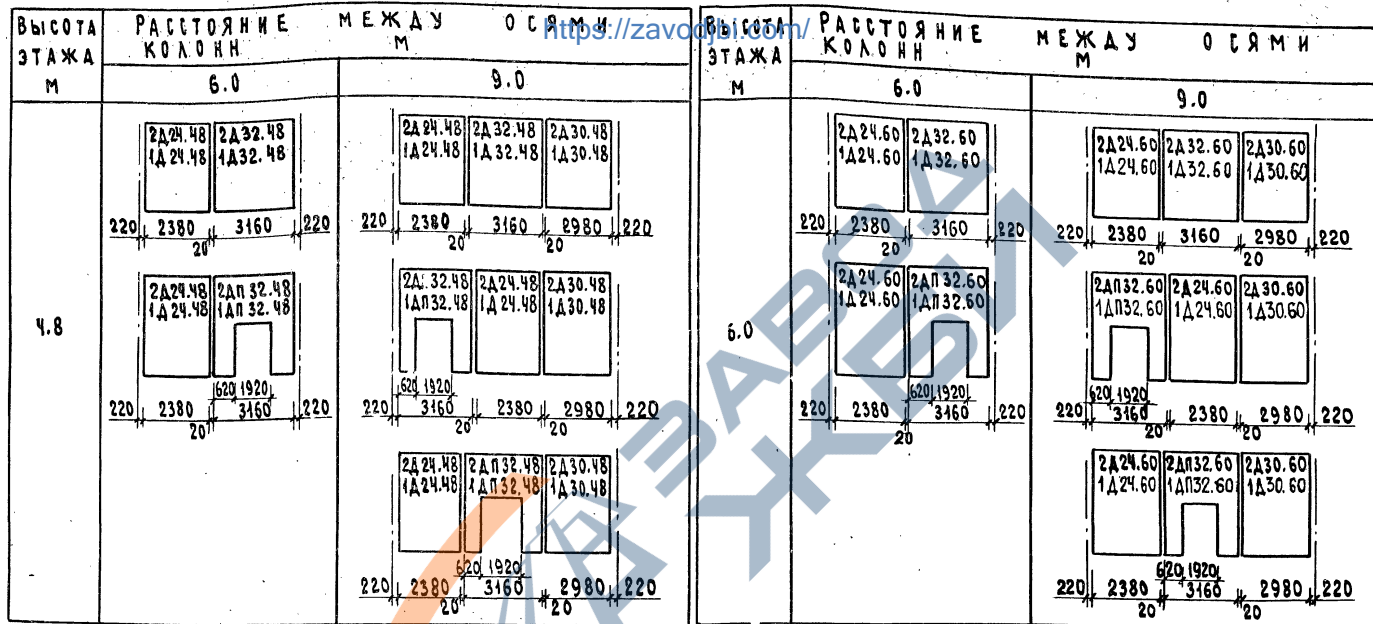 https://zavodjbi.com/
ВЫСОТА ЭТАЖА М
РАССТОЯНИЕ МЕЖДУ ОСЯМИ
КОЛОНН М
6.0
9.0
4.8
2Д24.48 2Д32.48
1Д24.48 1Д32.48
220 2380 3160 220
20
2Д24.48 2Д32.48 2Д30.48
1Д24.48 1Д32.48 1Д30.48
220 2380 3160 2980 220
20 20
2Д24.48 2ДП32.48
1Д24.48 1ДП32.48
620 1920
220 2380 3160 220
20
2Д 32.48 2Д24.48 2Д30.48
1ДП32.48 1Д24.48 1Д30.48
620 1920
220 3160 2380 2980 220
20 20
2Д24.48 2ДП32.48 2Д30.48
1Д24.48 1ДП32.48 1Д30.48
620 1920
220 2380 3160 2980 220
20 20
ВЫСОТА ЭТАЖА М
РАССТОЯНИЕ МЕЖДУ ОСЯМИ
КОЛОНН М
6.0
9.0
6.0
2Д24.60 2Д32.60
1Д24.60 1Д32.60
220 2380 3160 220
20
2Д24.60 2Д32.60 2Д30.60
1Д24.60 1Д32.60 1Д30.60
220 2380 3160 2980 220
20 20
2Д24.60 2ДП32.60
1Д24.60 1ДП32.60
620 1920
220 2380 3160 220
20
2ДП32.60 2Д24.60 2Д30.60
1ДП32.60 1Д24.60 1Д30.60
620 1920
220 3160 2380 2980 220
20 20
2Д24.60 2ДП32.60 2Д30.60
1Д24.60 1ДП32.60 1Д30.60
620 1920
220 2380 3160 2980 220
20 20
ЗАВОД
ЖБИ